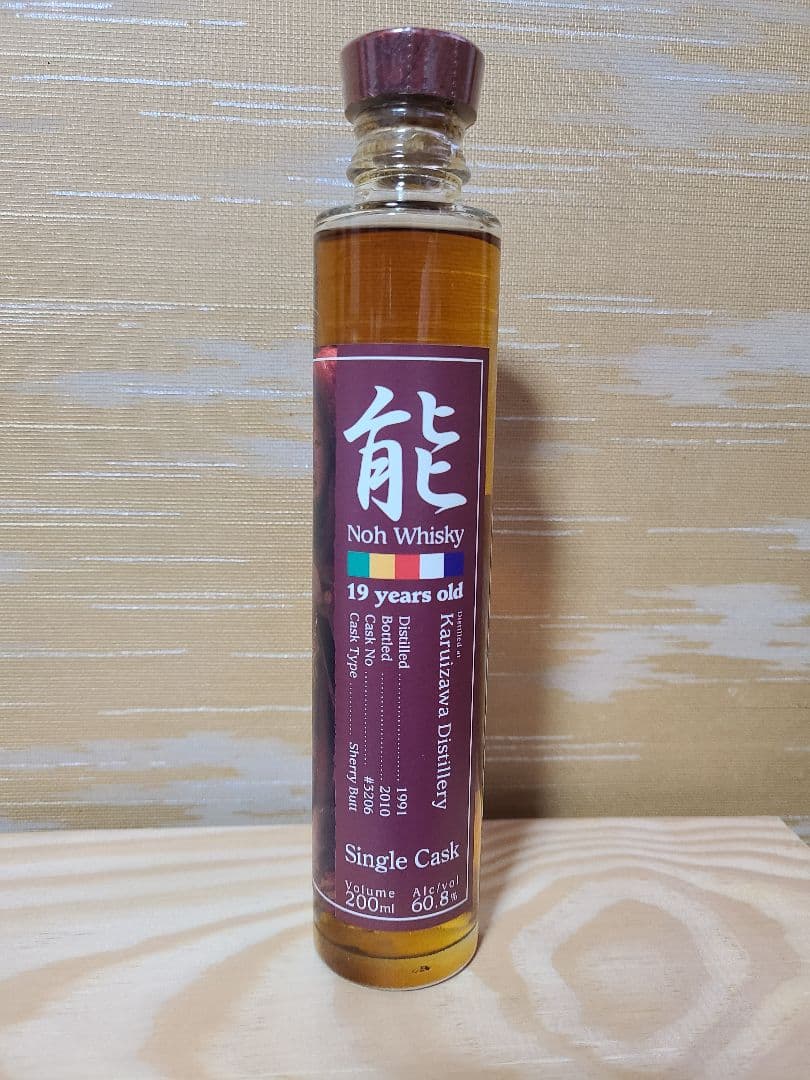 能
Noh Whisky
19 years old
Distilled at
Karuizawa Distillery
Distilled .................... 1991
Bottled .................... 2010
Cask No .................... #3206
Cask Type ............ Sherry Butt
Single Cask
Volume Alc/vol
200ml 60.8%